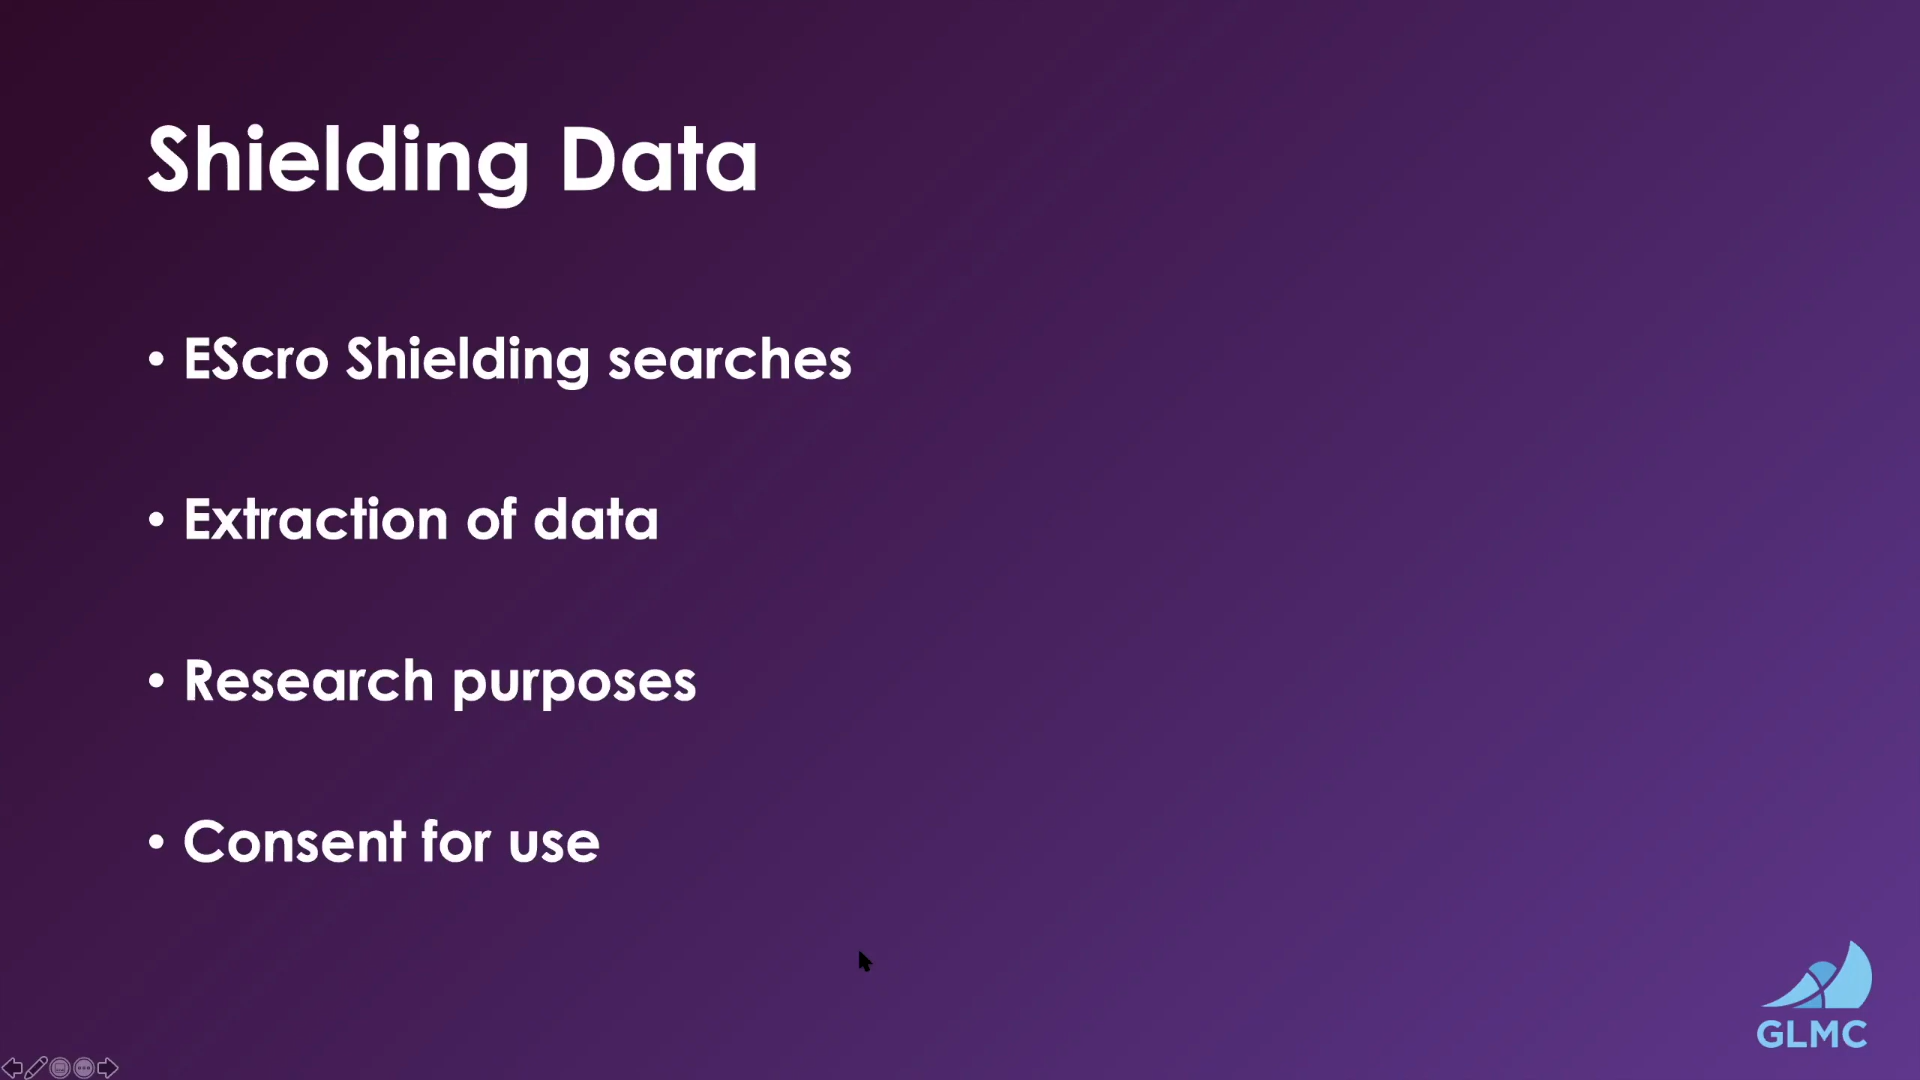 Shielding Data
• EScro Shielding searches
• Extraction of data
• Research purposes
• Consent for use
GLMC